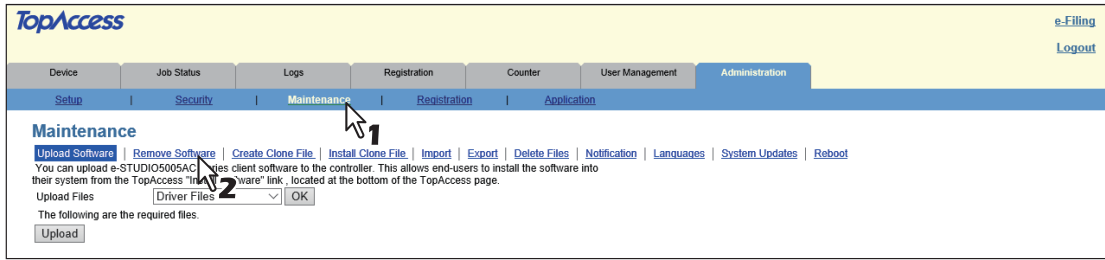 TopAccess
e-Filing
Logout
Device Job Status Logs Registration Counter User Management Administration
Setup | Security | Maintenance | Registration | Application
1
Maintenance
Upload Software | Remove Software | Create Clone File | Install Clone File | Import | Export | Delete Files | Notification | Languages | System Updates | Reboot
You can upload e-STUDIO5005AC client software to the controller. This allows end-users to install the software into
their system from the TopAccess " link , located at the bottom of the TopAccess page.
2
Upload Files Driver Files OK
The following are the required files.
Upload